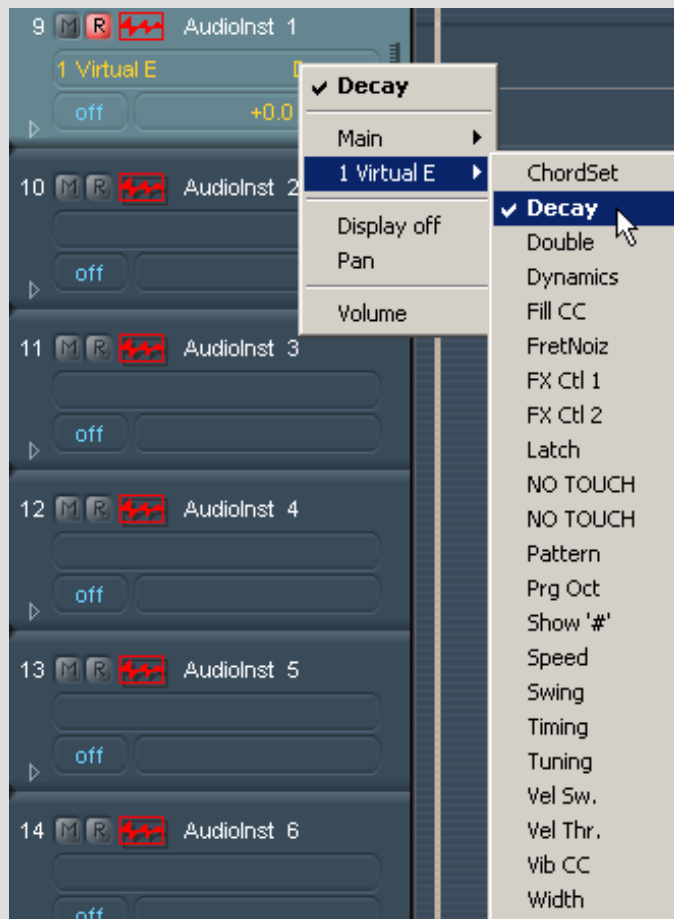 9 M R AudioInst 1
1 Virtual E
off +0.0
10 M R AudioInst 2
off
11 M R AudioInst 3
off
12 M R AudioInst 4
off
13 M R AudioInst 5
off
14 M R AudioInst 6
off
Decay
Main
1 Virtual E
Display off
Pan
Volume
ChordSet
Decay
Double
Dynamics
Fill CC
FretNoiz
FX Ctl 1
FX Ctl 2
Latch
NO TOUCH
NO TOUCH
Pattern
Prg Oct
Show '#'
Speed
Swing
Timing
Tuning
Vel Sw.
Vel Thr.
Vib CC
Width